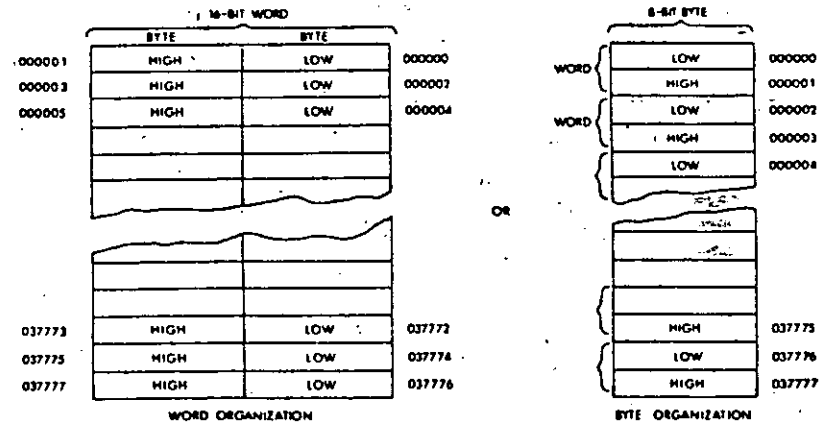 16-BIT WORD
BYTE BYTE
000001 HIGH LOW 000000
000003 HIGH LOW 000002
000005 HIGH LOW 000004
037773 HIGH LOW 037772
037775 HIGH LOW 037774
037777 HIGH LOW 037776
WORD ORGANIZATION
OR
8-BIT BYTE
WORD LOW 000000
HIGH 000001
WORD LOW 000002
HIGH 000003
LOW 000004
HIGH 037775
LOW 037776
HIGH 037777
BYTE ORGANIZATION